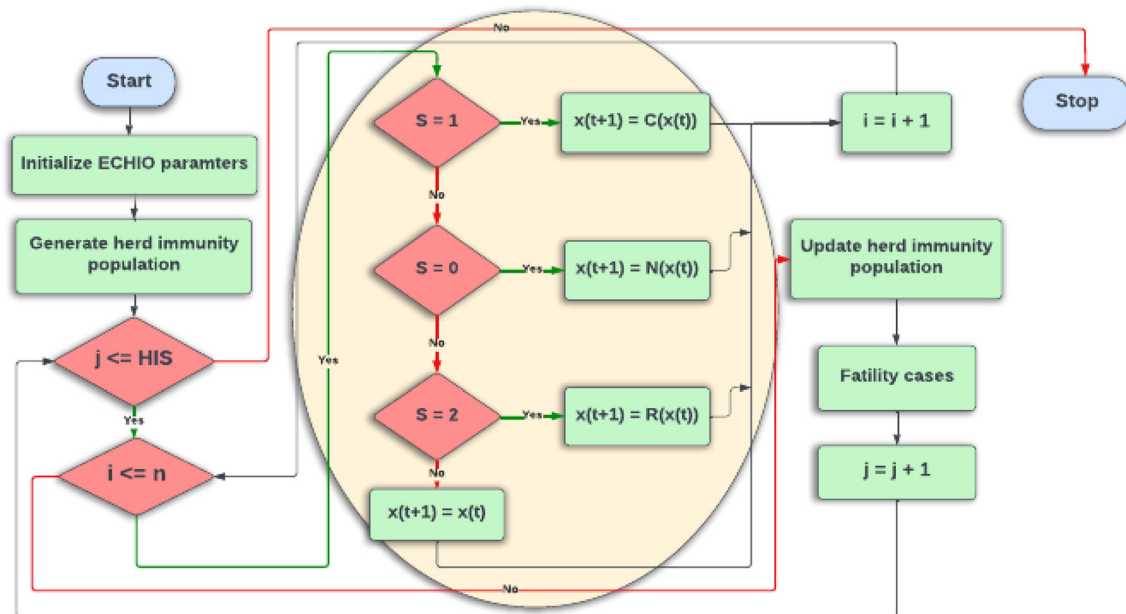 No
Start
Stop
S = 1
Yes
x(t+1) = C(x(t))
i = i + 1
Initialize ECHIO paramters
No
Generate herd immunity
population
S = 0
Yes
x(t+1) = N(x(t))
Update herd immunity
population
j <= HIS
No
Yes
Fatility cases
Yes
S = 2
Yes
x(t+1) = R(x(t))
i <= n
No
j = j + 1
x(t+1) = x(t)
No